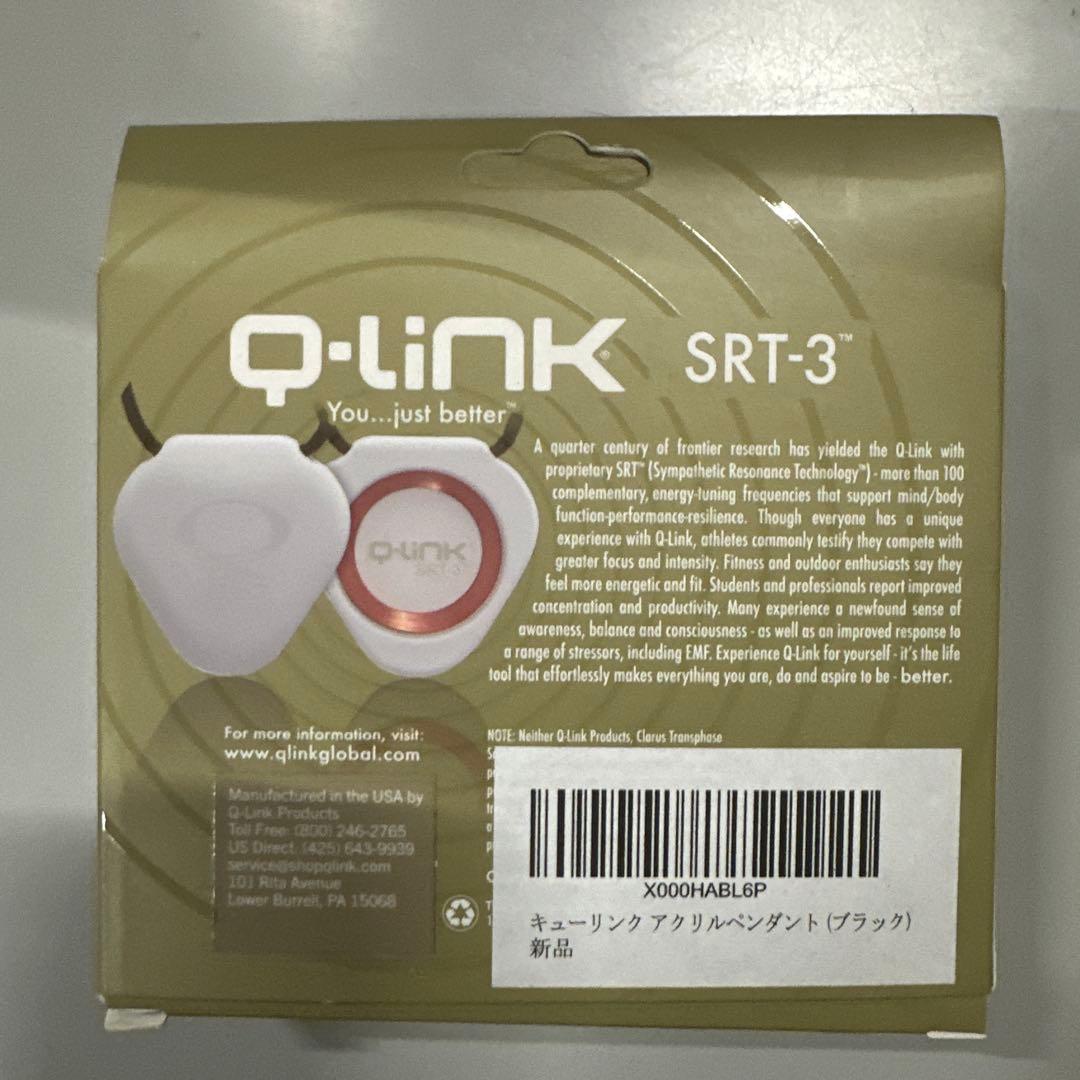 Q-Link® SRT-3™
You...just better™
A quarter century of frontier research has yielded the Q-Link with
proprietary SRT™ (Sympathetic Resonance Technology™) - more than 100
complementary, energy-tuning frequencies that support mind/body
function-performance-resilience. Though everyone has a unique
experience with Q-Link, athletes commonly testify they compete with
greater focus and intensity. Fitness and outdoor enthusiasts say they
feel more energetic and fit. Students and professionals report improved
concentration and productivity. Many experience a newfound sense of
awareness, balance and consciousness - as well as an improved response to
a range of stressors, including EMF. Experience Q-Link for yourself - it's the life
tool that effortlessly makes everything you are, do and aspire to be - better.
Q-Link
SRT-3
For more information, visit:
www.qlinkglobal.com
Manufactured in the USA by
Q-Link Products
Toll Free: (800) 246-2765
US Direct: (425) 643-9939
service@shopqlink.com
101 Rita Avenue
Lower Burrell, PA 15068
NOTE: Neither Q-Link Products, Clarus Transphase
X000HABL6P
キューリンク アクリルペンダント (ブラック)
新品